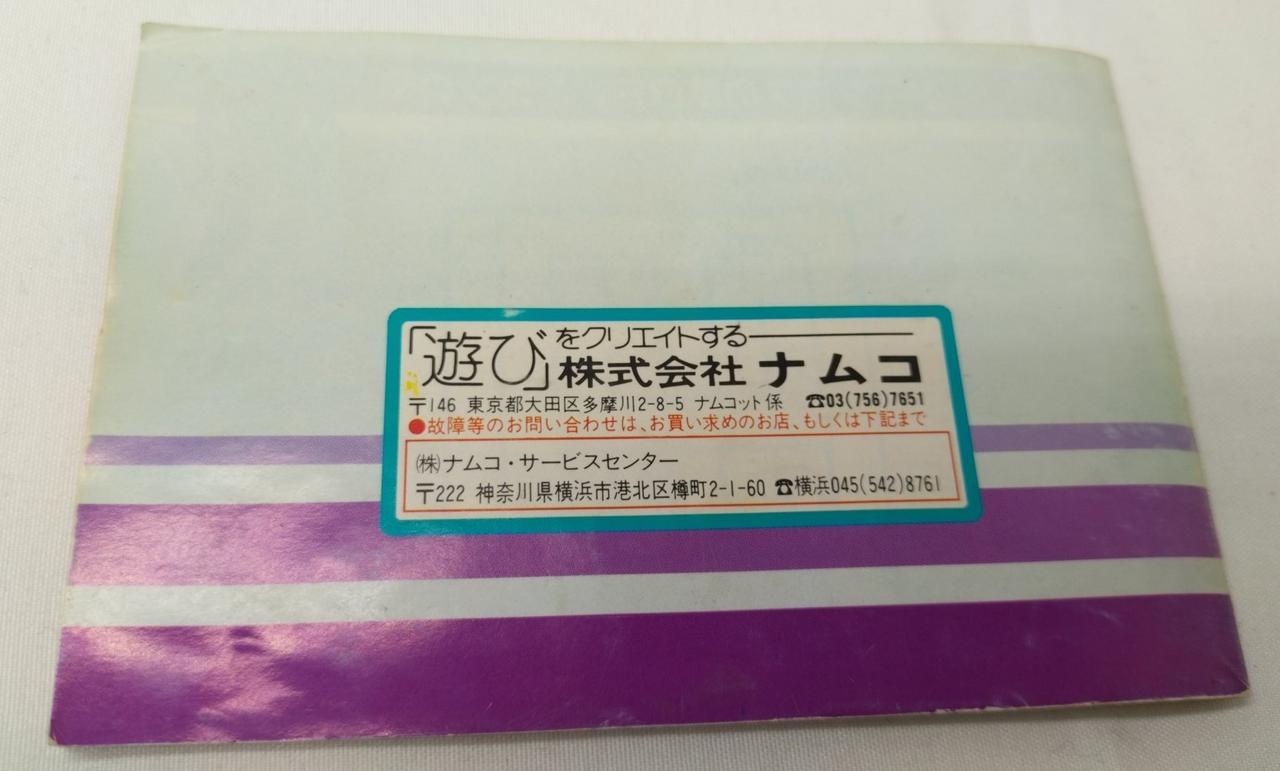 「遊び」をクリエイトする
株式会社ナムコ
〒146 東京都大田区多摩川2-8-5 ナムコット係 ☎03(756)7651
●故障等のお問い合わせは、お買い求めのお店、もしくは下記まで
㈱ナムコ・サービスセンター
〒222 神奈川県横浜市港北区樽町2-1-60 ☎横浜045(542)8761